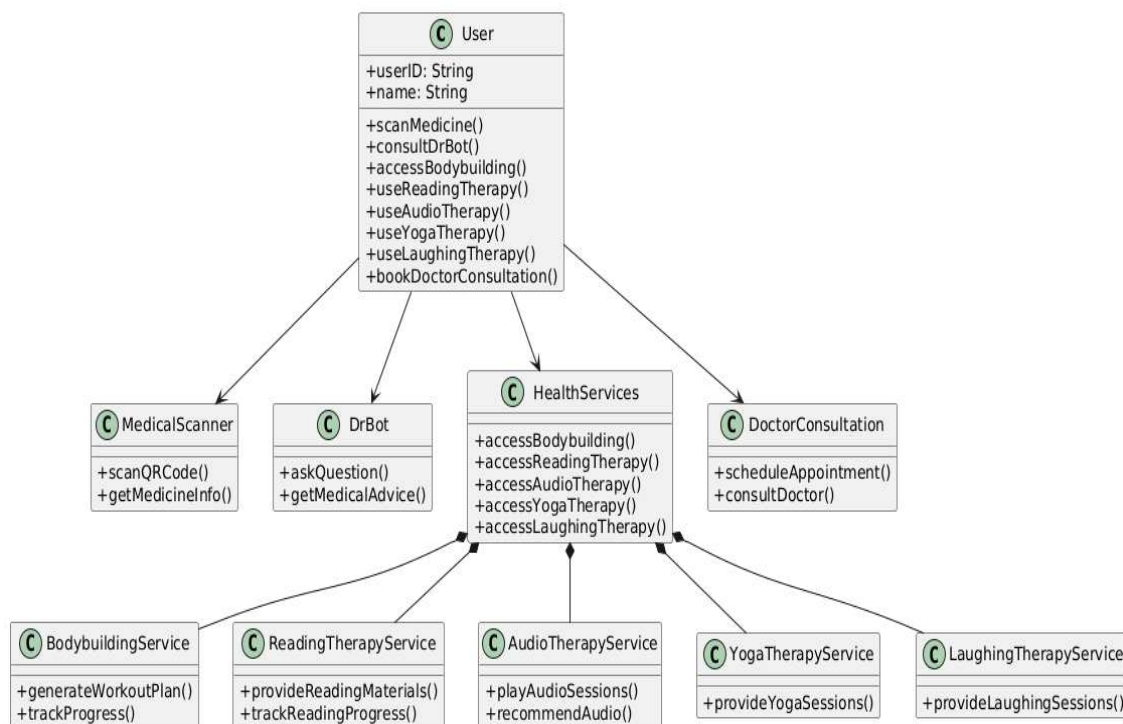 C User
+userID: String
+name: String
+scanMedicine()
+consultDrBot()
+accessBodybuilding()
+useReadingTherapy()
+useAudioTherapy()
+useYogaTherapy()
+useLaughingTherapy()
+bookDoctorConsultation()
C MedicalScanner
+scanQRCode()
+getMedicineInfo()
C DrBot
+askQuestion()
+getMedicalAdvice()
C HealthServices
+accessBodybuilding()
+accessReadingTherapy()
+accessAudioTherapy()
+accessYogaTherapy()
+accessLaughingTherapy()
C DoctorConsultation
+scheduleAppointment()
+consultDoctor()
C BodybuildingService
+generateWorkoutPlan()
+trackProgress()
C ReadingTherapyService
+provideReadingMaterials()
+trackReadingProgress()
C AudioTherapyService
+playAudioSessions()
+recommendAudio()
C YogaTherapyService
+provideYogaSessions()
C LaughingTherapyService
+provideLaughingSessions()